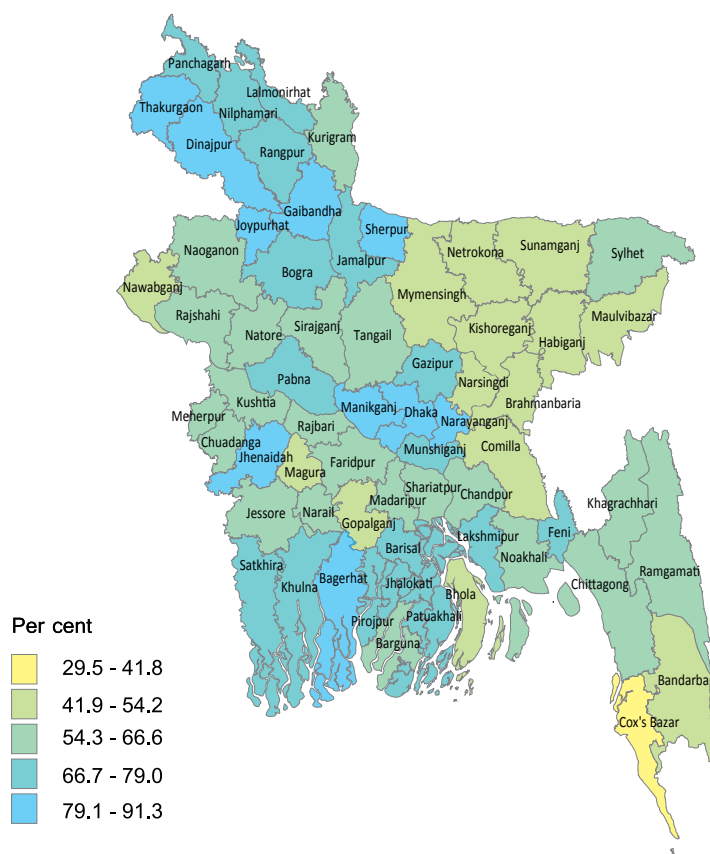 Panchagarh
Lalmonirhat
Thakurgaon
Nilphamari
Kurigram
Dinajpur
Rangpur
Gaibandha
Joypurhat
Sherpur
Naoganon
Netrokona
Sunamganj
Sylhet
Bogra
Jamalpur
Nawabganj
Mymensingh
Maulvibazar
Rajshahi
Sirajganj
Natore
Tangail
Kishoreganj
Habiganj
Gazipur
Pabna
Narsingdi
Kushtia
Manikganj
Dhaka
Brahmanbaria
Meherpur
Rajbari
Narayanganj
Chuadanga
Jhenaidah
Munshiganj
Comilla
Magura
Faridpur
Shariatpur
Madaripur
Chandpur
Khagrachhari
Jessore
Narail
Gopalganj
Lakshmipur
Feni
Barisal
Noakhali
Satkhira
Khulna
Bagerhat
Jhalokati
Ramgamati
Chittagong
Bhola
Pirojpur
Patuakhali
Barguna
Per cent
29.5 - 41.8
41.9 - 54.2
54.3 - 66.6
66.7 - 79.0
79.1 - 91.3
Bandarba
Cox's Bazar